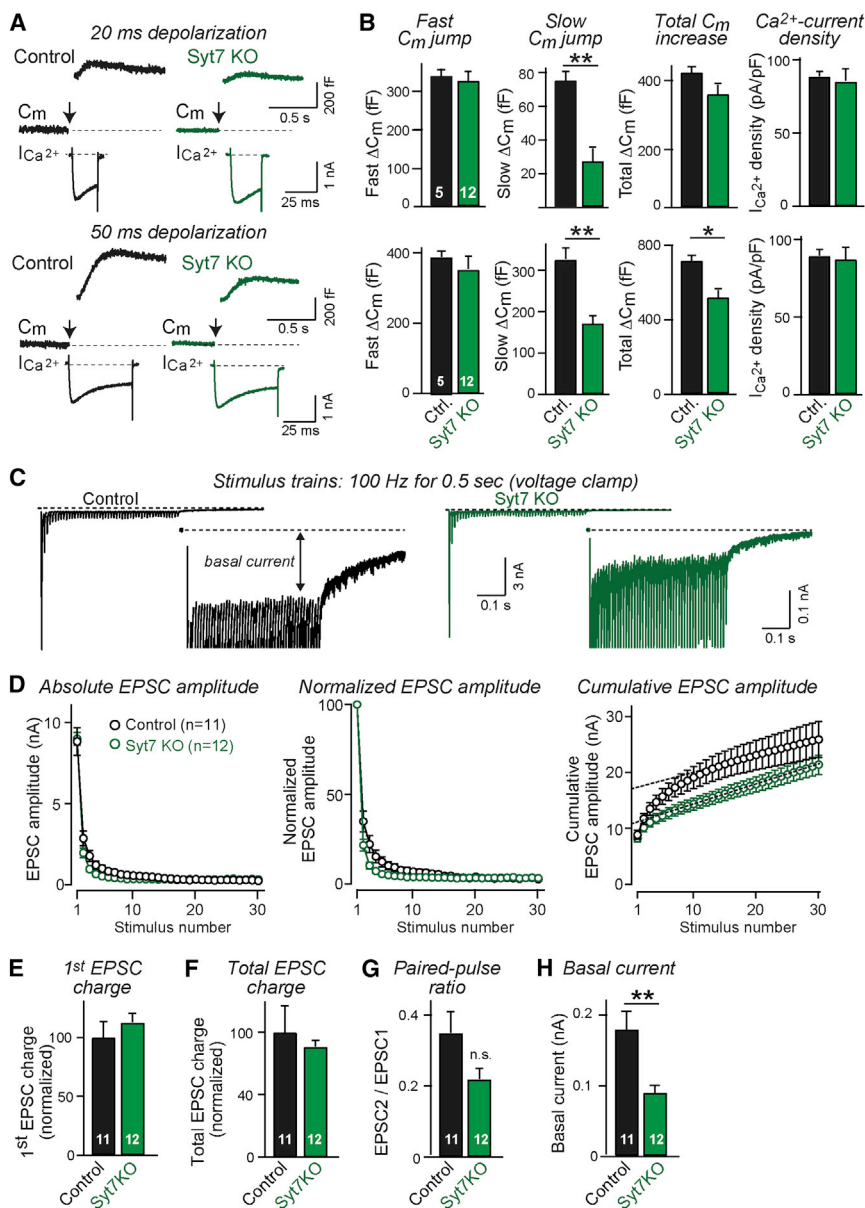 A
20 ms depolarization
Control
Syt7 KO
200 fF
0.5 s
Cm
Cm
ICa2+
1 nA
25 ms
50 ms depolarization
Control
Syt7 KO
200 fF
0.5 s
Cm
Cm
ICa2+
ICa2+
1 nA
25 ms
B
Fast
Cm jump
Slow
Cm jump
Total Cm
increase
Ca2+-current
density
Fast ΔCm (fF)
300
200
100
0
5
12
Slow ΔCm (fF)
80
60
40
20
0
**
Total ΔCm (fF)
400
200
0
ICa2+ density (pA/pF)
100
50
0
Fast ΔCm (fF)
400
200
0
5
12
Ctrl.
Syt7 KO
Slow ΔCm (fF)
400
300
200
100
0
**
Ctrl.
Syt7 KO
Total ΔCm (fF)
800
400
0
*
Ctrl.
Syt7 KO
ICa2+ density (pA/pF)
100
50
0
Ctrl.
Syt7 KO
C
Stimulus trains: 100 Hz for 0.5 sec (voltage clamp)
Control
Syt7 KO
basal current
3 nA
0.1 s
0.1 nA
0.1 s
D
Absolute EPSC amplitude
EPSC amplitude (nA)
10
5
0
Control (n=11)
Syt7 KO (n=12)
1
10
20
30
Stimulus number
Normalized EPSC amplitude
Normalized
EPSC amplitude
100
50
0
1
10
20
30
Stimulus number
Cumulative EPSC amplitude
Cumulative
EPSC amplitude (nA)
30
20
10
0
1
10
20
30
Stimulus number
E
1st EPSC
charge
1st EPSC charge
(normalized)
100
50
0
11
12
Control
Syt7KO
F
Total EPSC
charge
Total EPSC charge
(normalized)
100
40
0
11
12
Control
Syt7KO
G
Paired-pulse
ratio
EPSC2 / EPSC1
0.4
0.2
0
n.s.
11
12
Control
Syt7KO
H
Basal current
Basal current (nA)
0.2
0.1
0
**
11
12
Control
Syt7KO